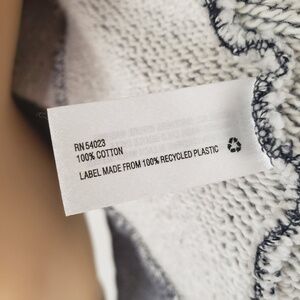 RN 54023
100% COTTON
LABEL MADE FROM 100% RECYCLED PLASTIC